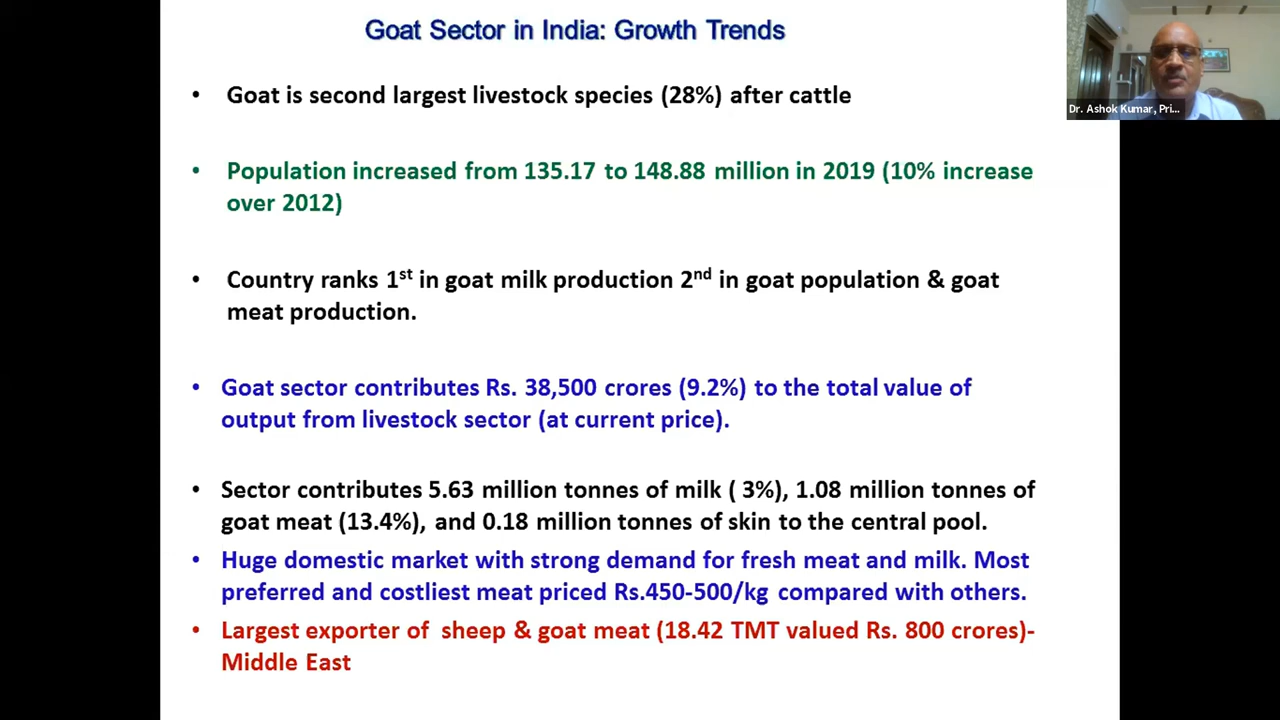 Goat Sector in India: Growth Trends
Dr. Ashok Kumar, Pri...
• Goat is second largest livestock species (28%) after cattle
• Population increased from 135.17 to 148.88 million in 2019 (10% increase
over 2012)
• Country ranks 1st in goat milk production 2nd in goat population & goat
meat production.
• Goat sector contributes Rs. 38,500 crores (9.2%) to the total value of
output from livestock sector (at current price).
• Sector contributes 5.63 million tonnes of milk ( 3%), 1.08 million tonnes of
goat meat (13.4%), and 0.18 million tonnes of skin to the central pool.
• Huge domestic market with strong demand for fresh meat and milk. Most
preferred and costliest meat priced Rs.450-500/kg compared with others.
• Largest exporter of sheep & goat meat (18.42 TMT valued Rs. 800 crores)-
Middle East